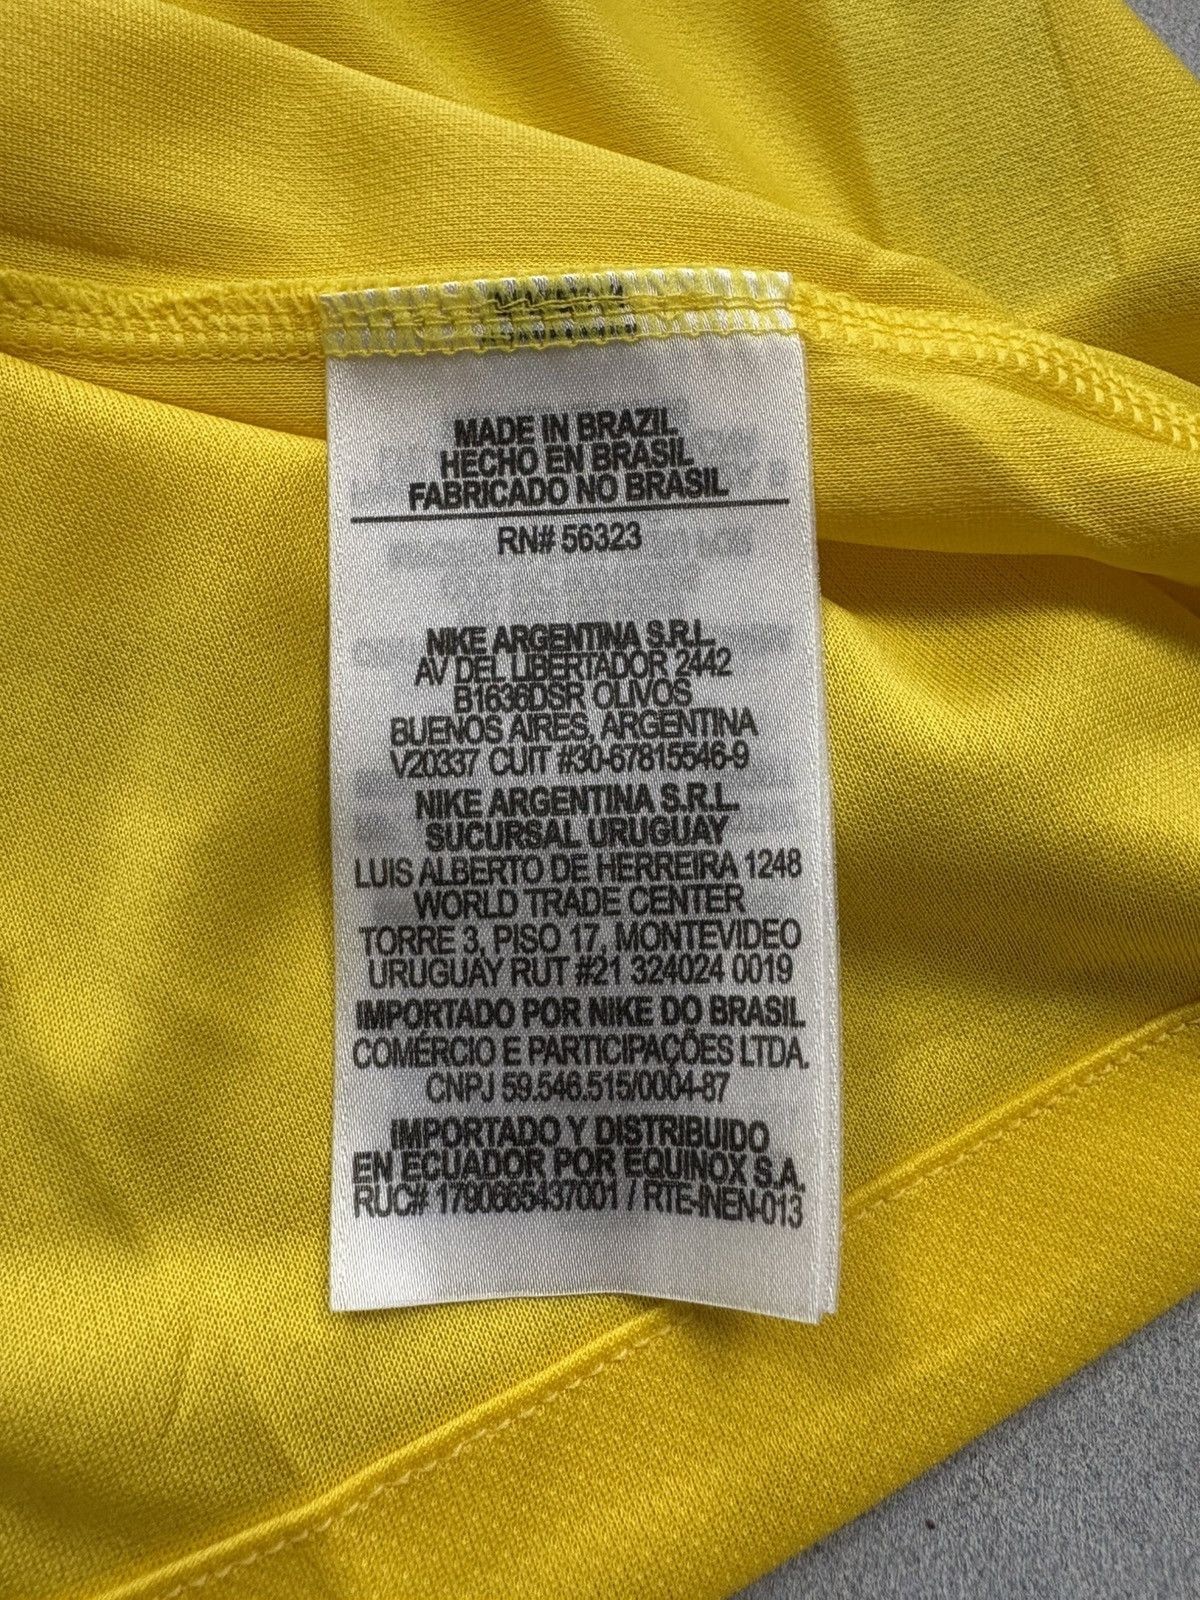 MADE IN BRAZIL
HECHO EN BRASIL
FABRICADO NO BRASIL
RN# 56323
NIKE ARGENTINA S.R.L.
AV DEL LIBERTADOR 2442
B1636DSR OLIVOS
BUENOS AIRES, ARGENTINA
V20337 CUIT #30-67815546-9
NIKE ARGENTINA S.R.L.
SUCURSAL URUGUAY
LUIS ALBERTO DE HERREIRA 1248
WORLD TRADE CENTER
TORRE 3, PISO 17, MONTEVIDEO
URUGUAY RUT #21 324024 0019
IMPORTADO POR NIKE DO BRASIL
COMÉRCIO E PARTICIPAÇÕES LTDA.
CNPJ 59.546.515/0004-87
IMPORTADO Y DISTRIBUIDO
EN ECUADOR POR EQUINOX S.A.
RUC# 1790665437001 / RTE-INEN-013